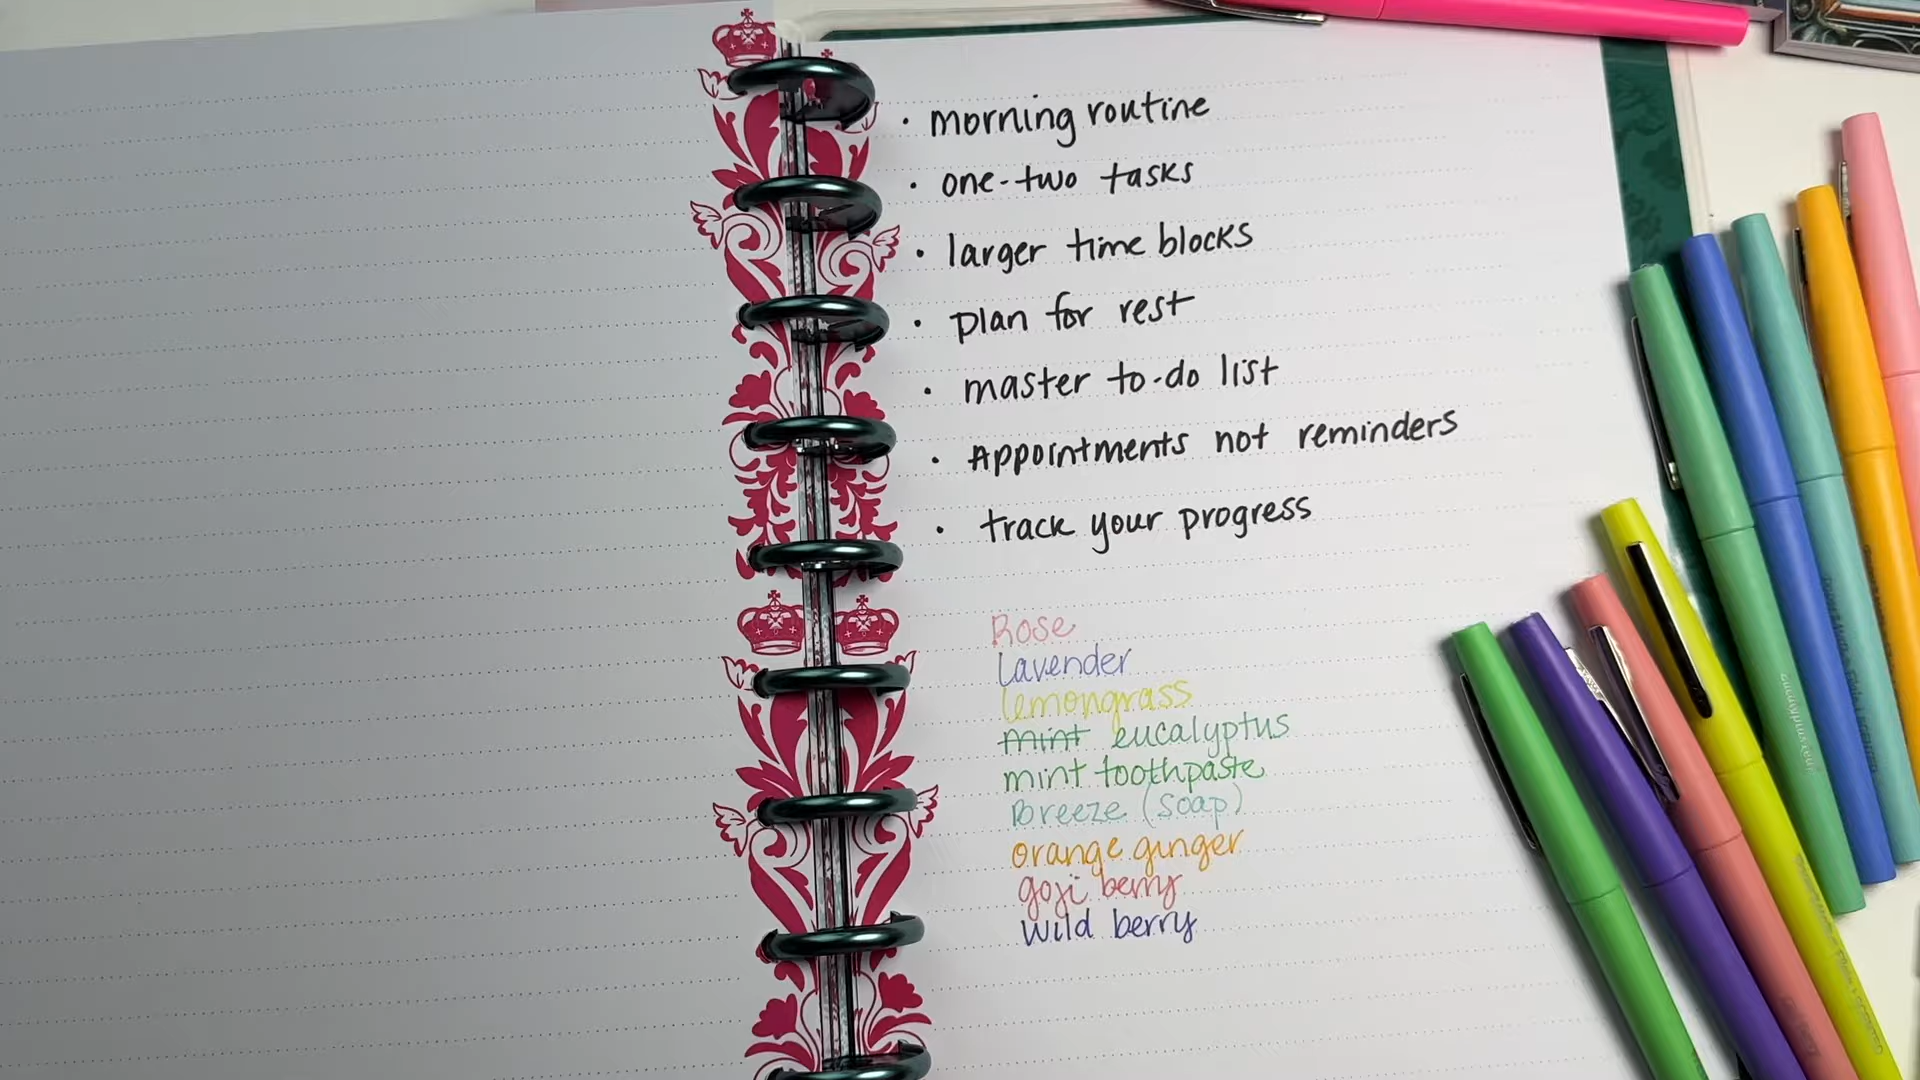 • morning routine
• one-two tasks
• larger time blocks
• plan for rest
• master to-do list
• Appointments not reminders
• track your progress
Rose
lavender
lemongrass
mint eucalyptus
mint toothpaste
Breeze (soap)
orange ginger
goji berry
wild berry